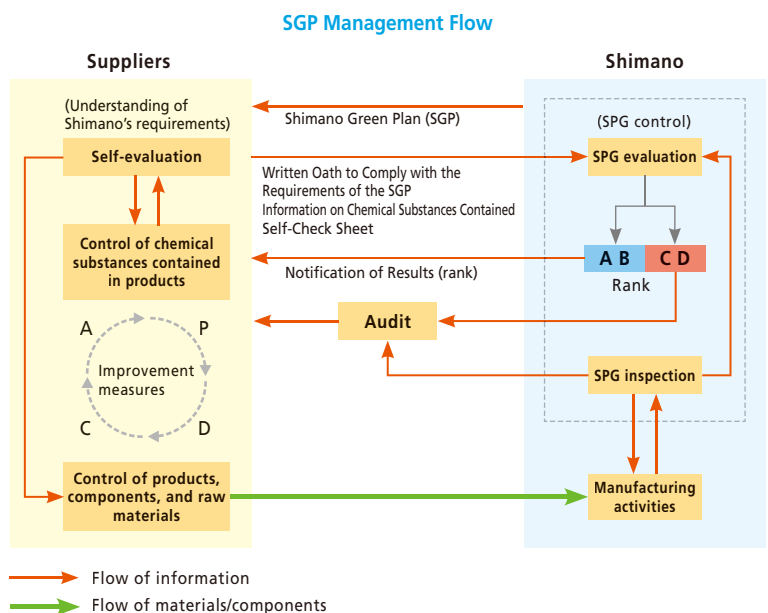 SGP Management Flow
Suppliers
Shimano
(Understanding of
Shimano's requirements)
Self-evaluation
Control of chemical
substances contained
in products
A
P
Improvement
measures
C
D
Control of products,
components, and raw
materials
Shimano Green Plan (SGP)
Written Oath to Comply with the
Requirements of the SGP
Information on Chemical Substances Contained
Self-Check Sheet
Notification of Results (rank)
Audit
(SPG control)
SPG evaluation
A B
C D
Rank
SPG inspection
Manufacturing
activities
Flow of information
Flow of materials/components